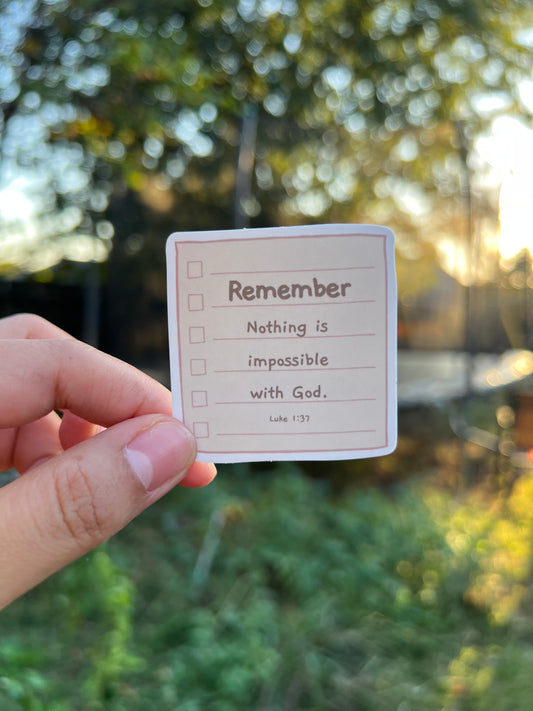 Remember
Nothing is
impossible
with God.
Luke 1:37